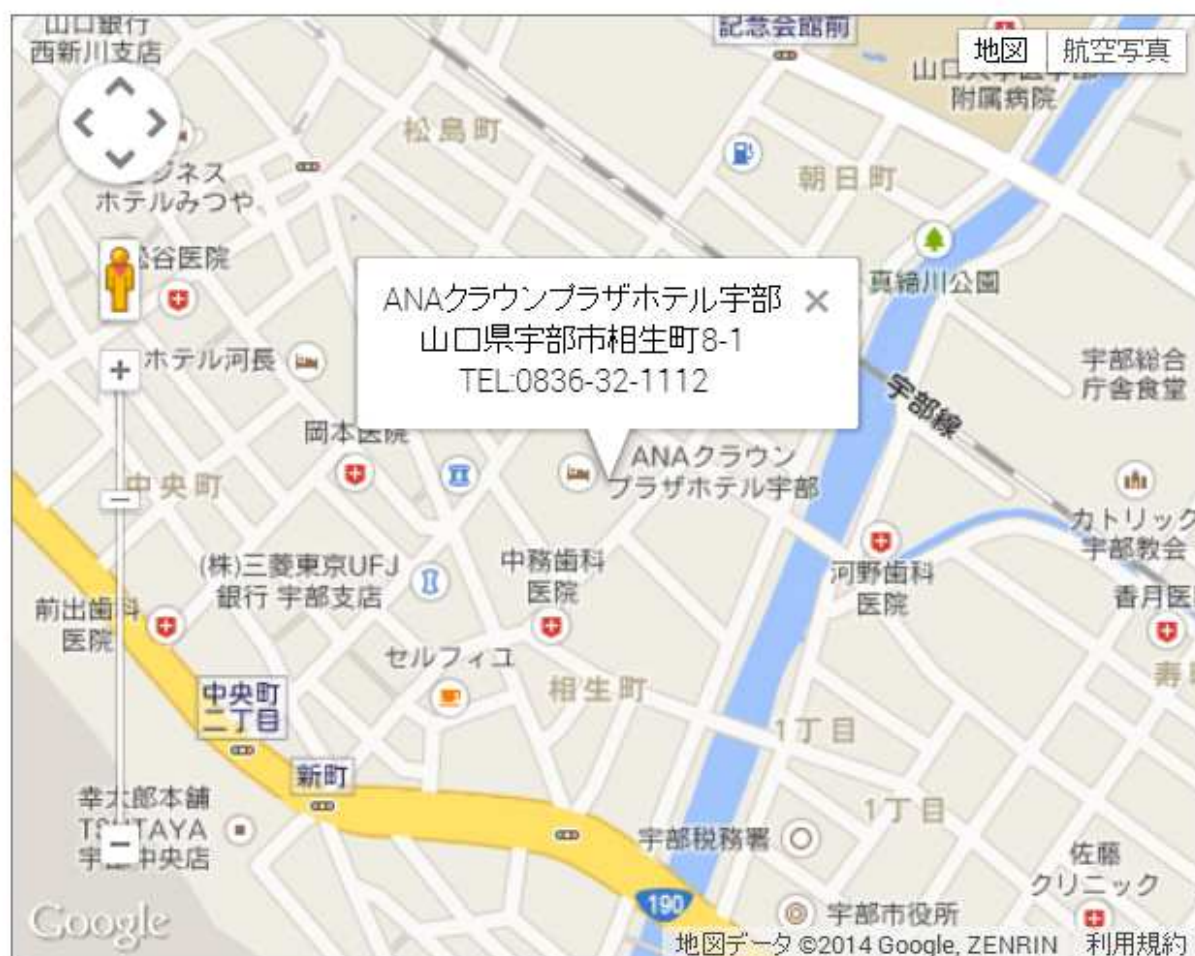 山口銀行
西新川支店
記念会館前
地図
航空写真
附属病院
松島町
朝日町
ホテルみつや
真締川公園
ANAクラウンプラザホテル宇部
山口県宇部市相生町8-1
TEL:0836-32-1112
ホテル河長
宇部総合
庁舎食堂
宇部線
岡本医院
ANAクラウン
プラザホテル宇部
中央町
カトリック
宇部教会
(株)三菱東京UFJ
銀行 宇部支店
中務歯科
医院
河野歯科
医院
香月医
前出歯科
医院
セルフィユ
相生町
寿
中央町
二丁目
1丁目
新町
幸太郎本舗
TSUTAYA
宇部中央店
1丁目
宇部税務署
佐藤
クリニック
190
宇部市役所
Google
地図データ ©2014 Google, ZENRIN
利用規約